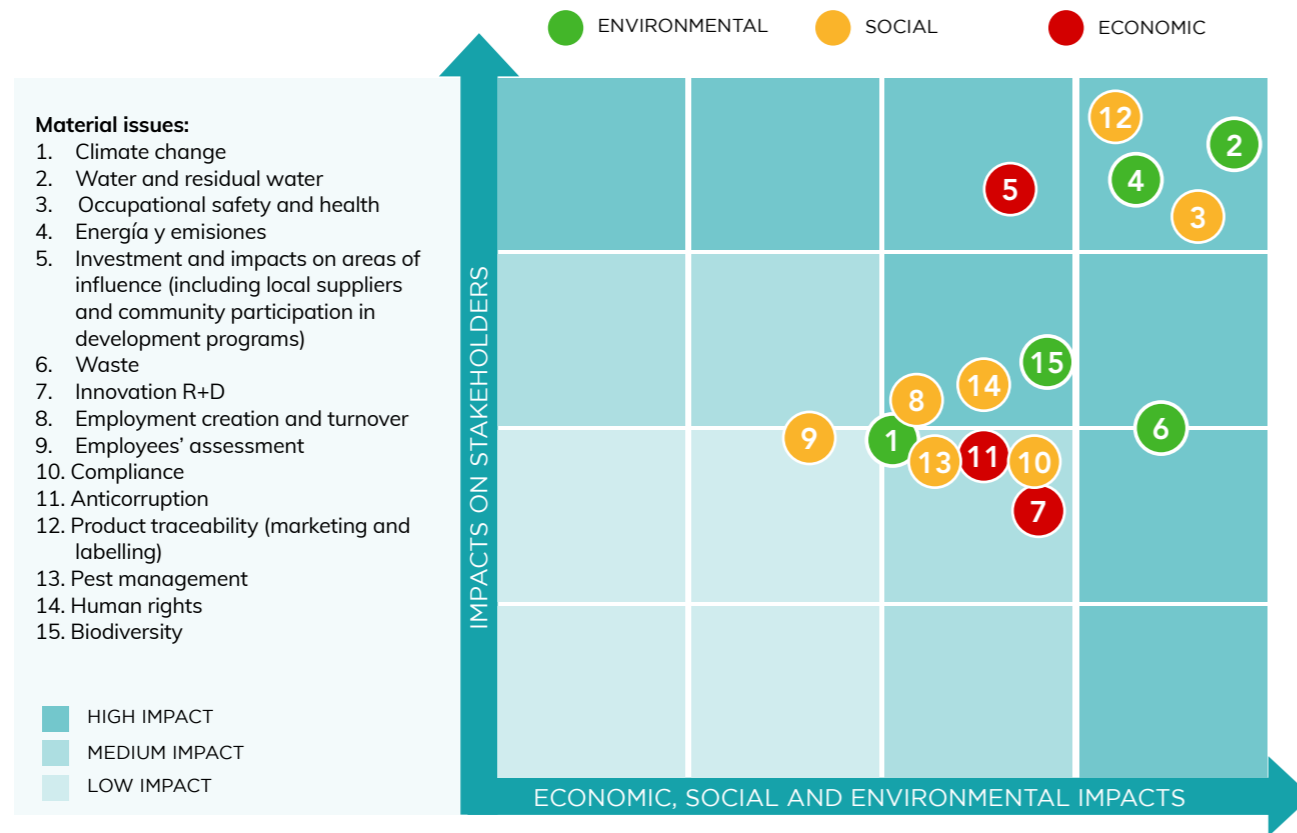 ENVIRONMENTAL
SOCIAL
ECONOMIC
Material issues:
1. Climate change
2. Water and residual water
3. Occupational safety and health
4. Energía y emisiones
5. Investment and impacts on areas of
influence (including local suppliers
and community participation in
development programs)
6. Waste
7. Innovation R+D
8. Employment creation and turnover
9. Employees’ assessment
10. Compliance
11. Anticorruption
12. Product traceability (marketing and
labelling)
13. Pest management
14. Human rights
15. Biodiversity
HIGH IMPACT
MEDIUM IMPACT
LOW IMPACT
IMPACTS ON STAKEHOLDERS
12
2
4
5
3
15
14
8
6
9
1
13
11
10
7
ECONOMIC, SOCIAL AND ENVIRONMENTAL IMPACTS